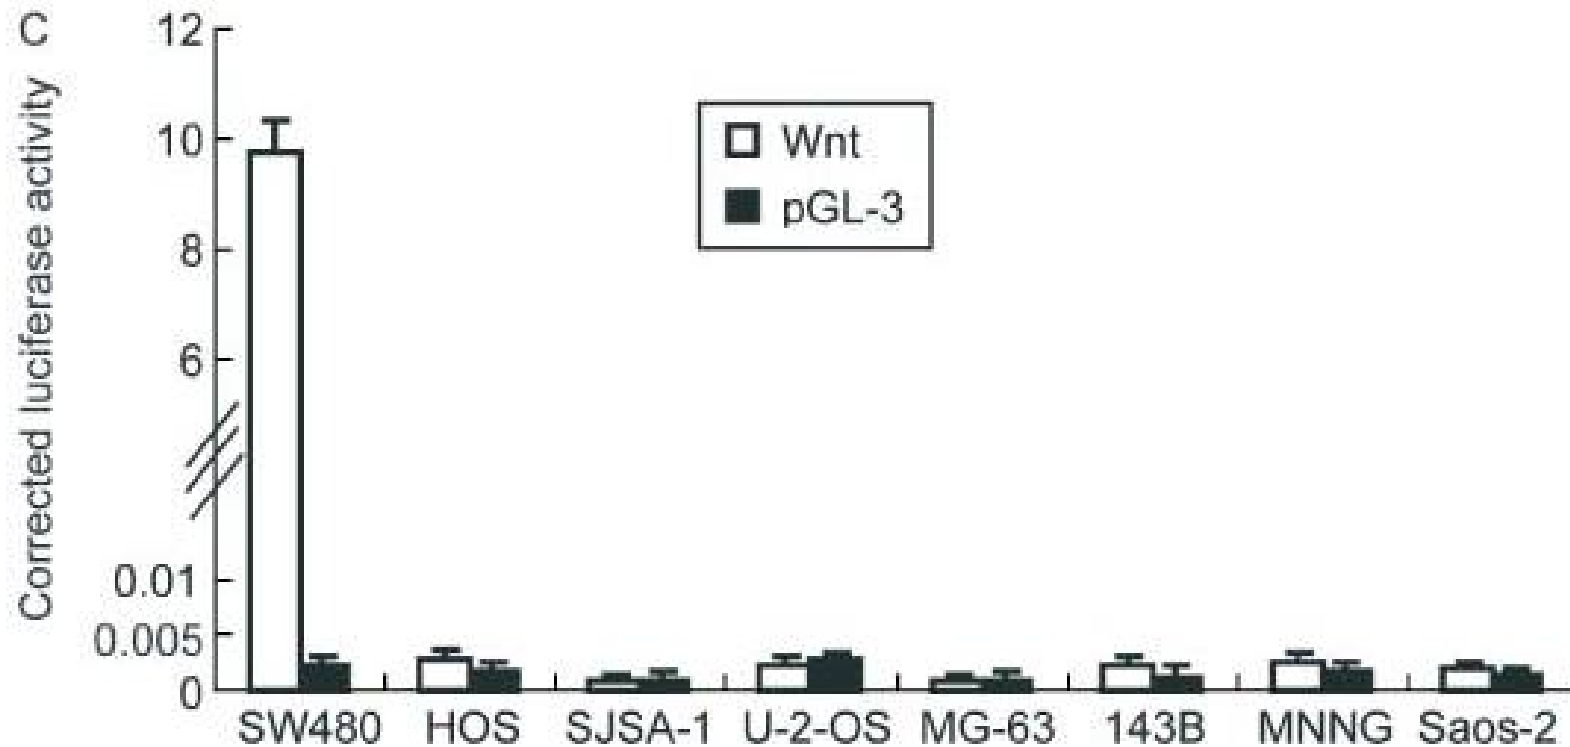 C
Corrected luciferase activity
12
10
8
6
0.01
0.005
0
Wnt
pGL-3
SW480 HOS SJSA-1 U-2-OS MG-63 143B MNNG Saos-2